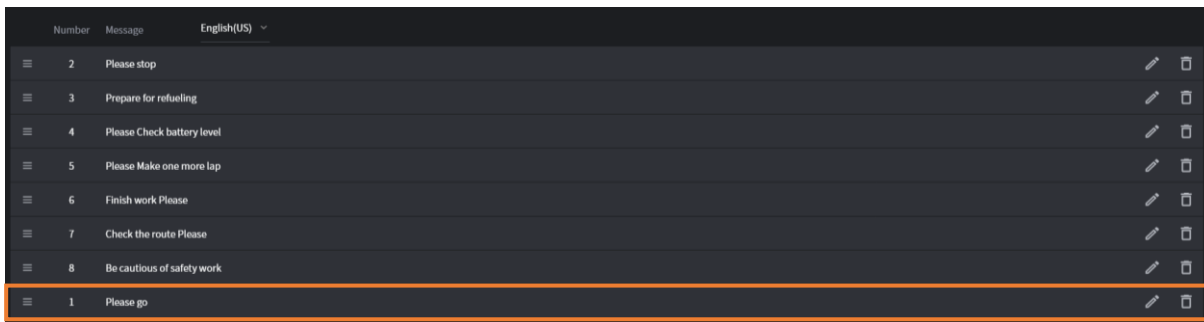 Number Message English(US)
2 Please stop
3 Prepare for refueling
4 Please Check battery level
5 Please Make one more lap
6 Finish work Please
7 Check the route Please
8 Be cautious of safety work
1 Please go